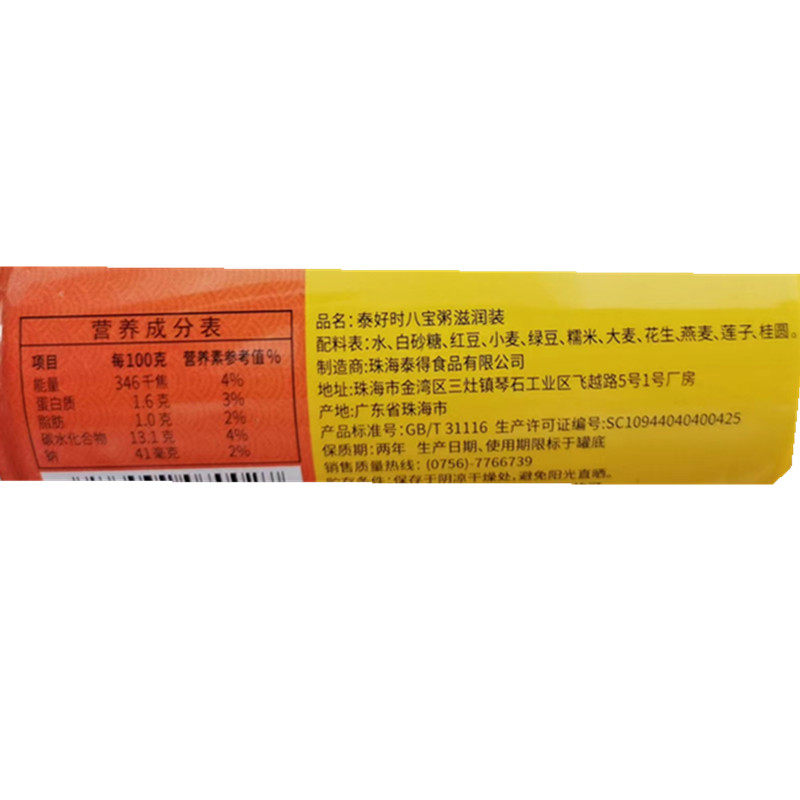 营养成分表
项目 每100克 营养素参考值%
能量 346千焦 4%
蛋白质 1.6克 3%
脂肪 1.0克 2%
碳水化合物 13.1克 4%
钠 41毫克 2%
品名:泰好时八宝粥滋润装
配料表:水、白砂糖、红豆、小麦、绿豆、糯米、大麦、花生、燕麦、莲子、桂圆。
制造商:珠海泰得食品有限公司
地址:珠海市金湾区三灶镇琴石工业区飞越路5号1号厂房
产地:广东省珠海市
产品标准号:GB/T 31116 生产许可证编号:SC10944040400425
保质期:两年 生产日期、使用期限标于罐底
销售质量热线:(0756)-7766739
贮存条件:保存于阴凉干燥处,避免阳光直晒。